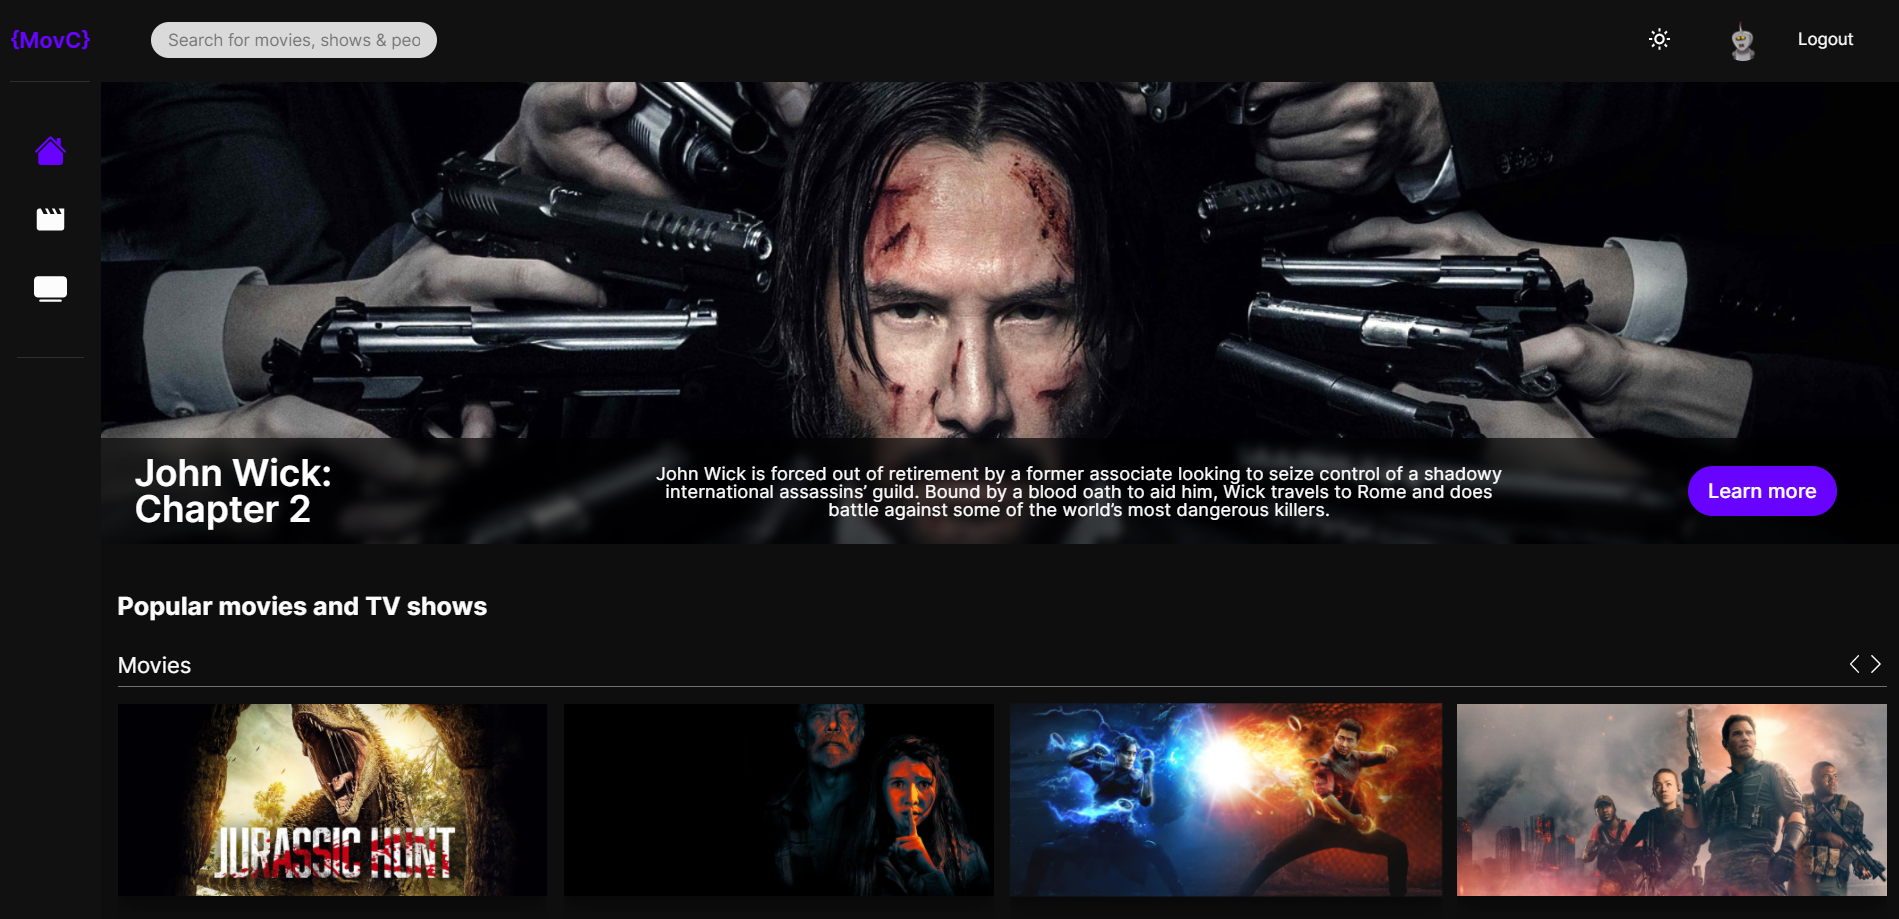 {MovC}
Search for movies, shows & peo
Logout
John Wick:
Chapter 2
John Wick is forced out of retirement by a former associate looking to seize control of a shadowy
international assassins’ guild. Bound by a blood oath to aid him, Wick travels to Rome and does
battle against some of the world’s most dangerous killers.
Learn more
Popular movies and TV shows
Movies
JURASSIC HUNT